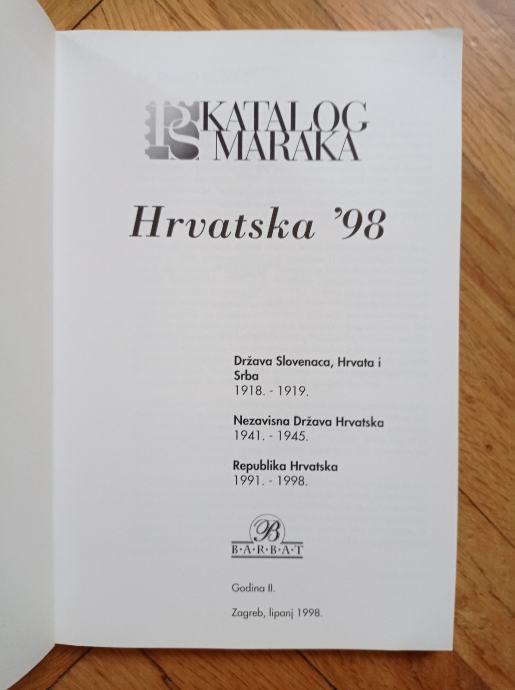 PS KATALOG
MARAKA
Hrvatska '98
Država Slovenaca, Hrvata i
Srba
1918. - 1919.
Nezavisna Država Hrvatska
1941. - 1945.
Republika Hrvatska
1991. - 1998.
B
B·A·R·B·A·T
Godina II.
Zagreb, lipanj 1998.